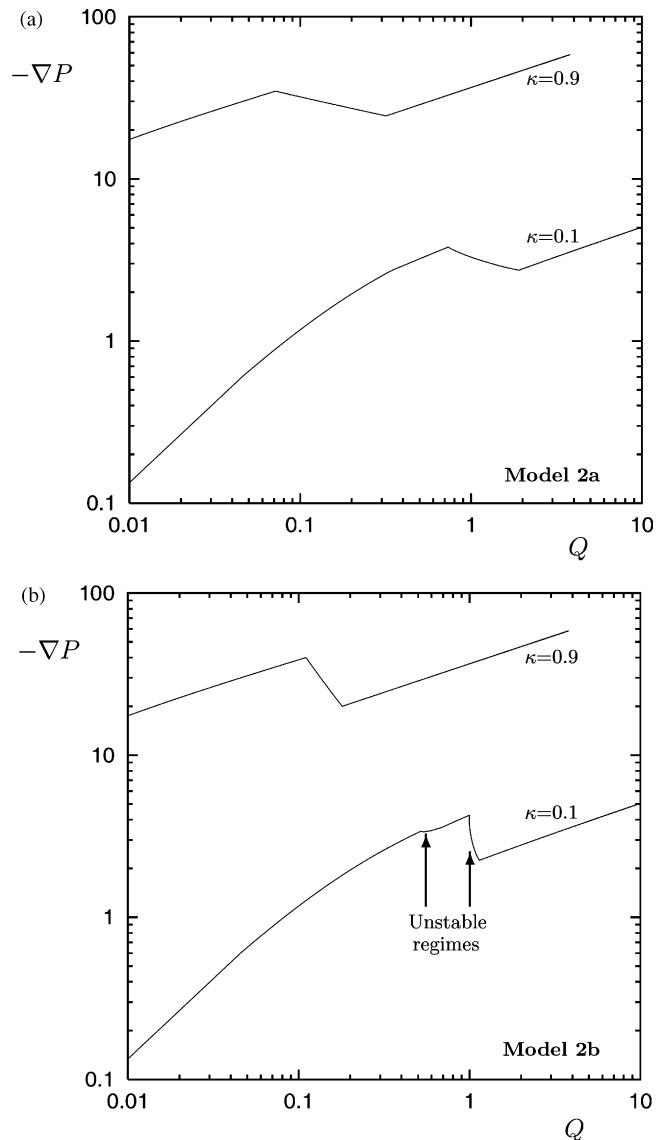 (a)
100
−∇P
κ=0.9
10
κ=0.1
1
Model 2a
0.1
0.01 0.1 1 10
Q
(b)
100
−∇P
κ=0.9
10
κ=0.1
1
Unstable
regimes
Model 2b
0.1
0.01 0.1 1 10
Q